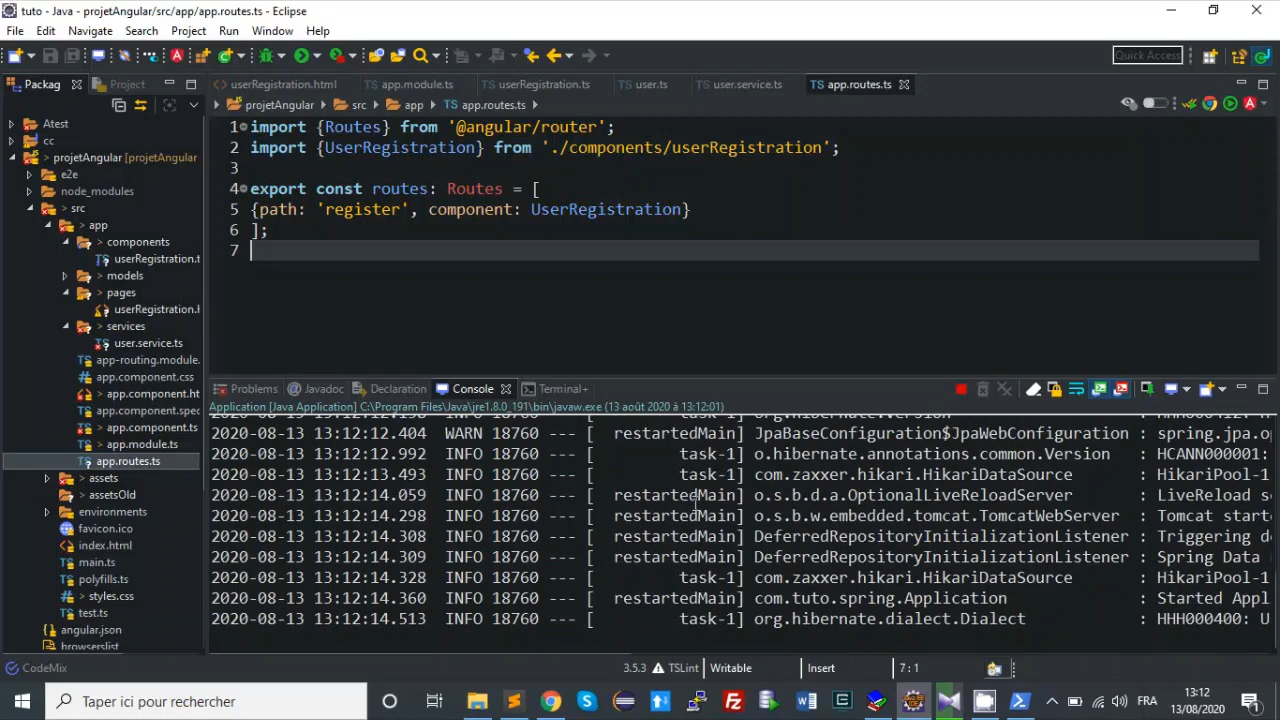 tuto - Java - projetAngular/src/app/app.routes.ts - Eclipse
File Edit Navigate Search Project Run Window Help
Quick Access
Packag Project
userRegistration.html app.module.ts userRegistration.ts user.ts user.service.ts app.routes.ts
projetAngular src app app.routes.ts
Atest
cc
projetAngular [projetAngular
e2e
node_modules
> src
> app
> components
userRegistration.t
> models
> pages
userRegistration.h
> services
user.service.ts
app-routing.module.
app.component.css
app.component.ht
app.component.spec
> app.component.ts
> app.module.ts
app.routes.ts
> assets
assetsOld
> environments
favicon.ico
index.html
main.ts
polyfills.ts
> styles.css
test.ts
angular.json
browserslist
1 import {Routes} from '@angular/router';
2 import {UserRegistration} from './components/userRegistration';
3
4 export const routes: Routes = [
5 {path: 'register', component: UserRegistration}
6 ];
7
Problems Javadoc Declaration Console Terminal+
Application [Java Application] C:\Program Files\Java\jre1.8.0_191\bin\javaw.exe (13 août 2020 à 13:12:01)
2020-08-13 13:12:12.404 WARN 18760 --- [ restartedMain] JpaBaseConfiguration$JpaWebConfiguration : spring.jpa.op
2020-08-13 13:12:12.992 INFO 18760 --- [ task-1] o.hibernate.annotations.common.Version : HCANN000001:
2020-08-13 13:12:13.493 INFO 18760 --- [ task-1] com.zaxxer.hikari.HikariDataSource : HikariPool-1
2020-08-13 13:12:14.059 INFO 18760 --- [ restartedMain] o.s.b.d.a.OptionalLiveReloadServer : LiveReload se
2020-08-13 13:12:14.298 INFO 18760 --- [ restartedMain] o.s.b.w.embedded.tomcat.TomcatWebServer : Tomcat start
2020-08-13 13:12:14.308 INFO 18760 --- [ restartedMain] DeferredRepositoryInitializationListener : Triggering de
2020-08-13 13:12:14.309 INFO 18760 --- [ restartedMain] DeferredRepositoryInitializationListener : Spring Data
2020-08-13 13:12:14.328 INFO 18760 --- [ task-1] com.zaxxer.hikari.HikariDataSource : HikariPool-1
2020-08-13 13:12:14.360 INFO 18760 --- [ restartedMain] com.tuto.spring.Application : Started Appl
2020-08-13 13:12:14.513 INFO 18760 --- [ task-1] org.hibernate.dialect.Dialect : HHH000400: U
CodeMix 3.5.3 TSLint Writable Insert 7 : 1
Taper ici pour rechercher
FRA
13:12
13/08/2020